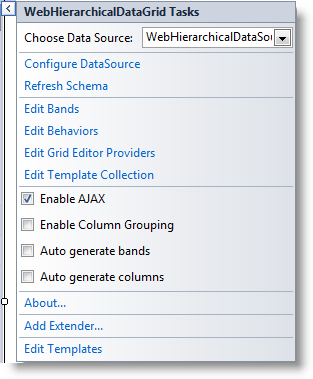 WebHierarchicalDataGrid Tasks
Choose Data Source: WebHierarchicalDataSou
Configure DataSource
Refresh Schema
Edit Bands
Edit Behaviors
Edit Grid Editor Providers
Edit Template Collection
Enable AJAX
Enable Column Grouping
Auto generate bands
Auto generate columns
About...
Add Extender...
Edit Templates